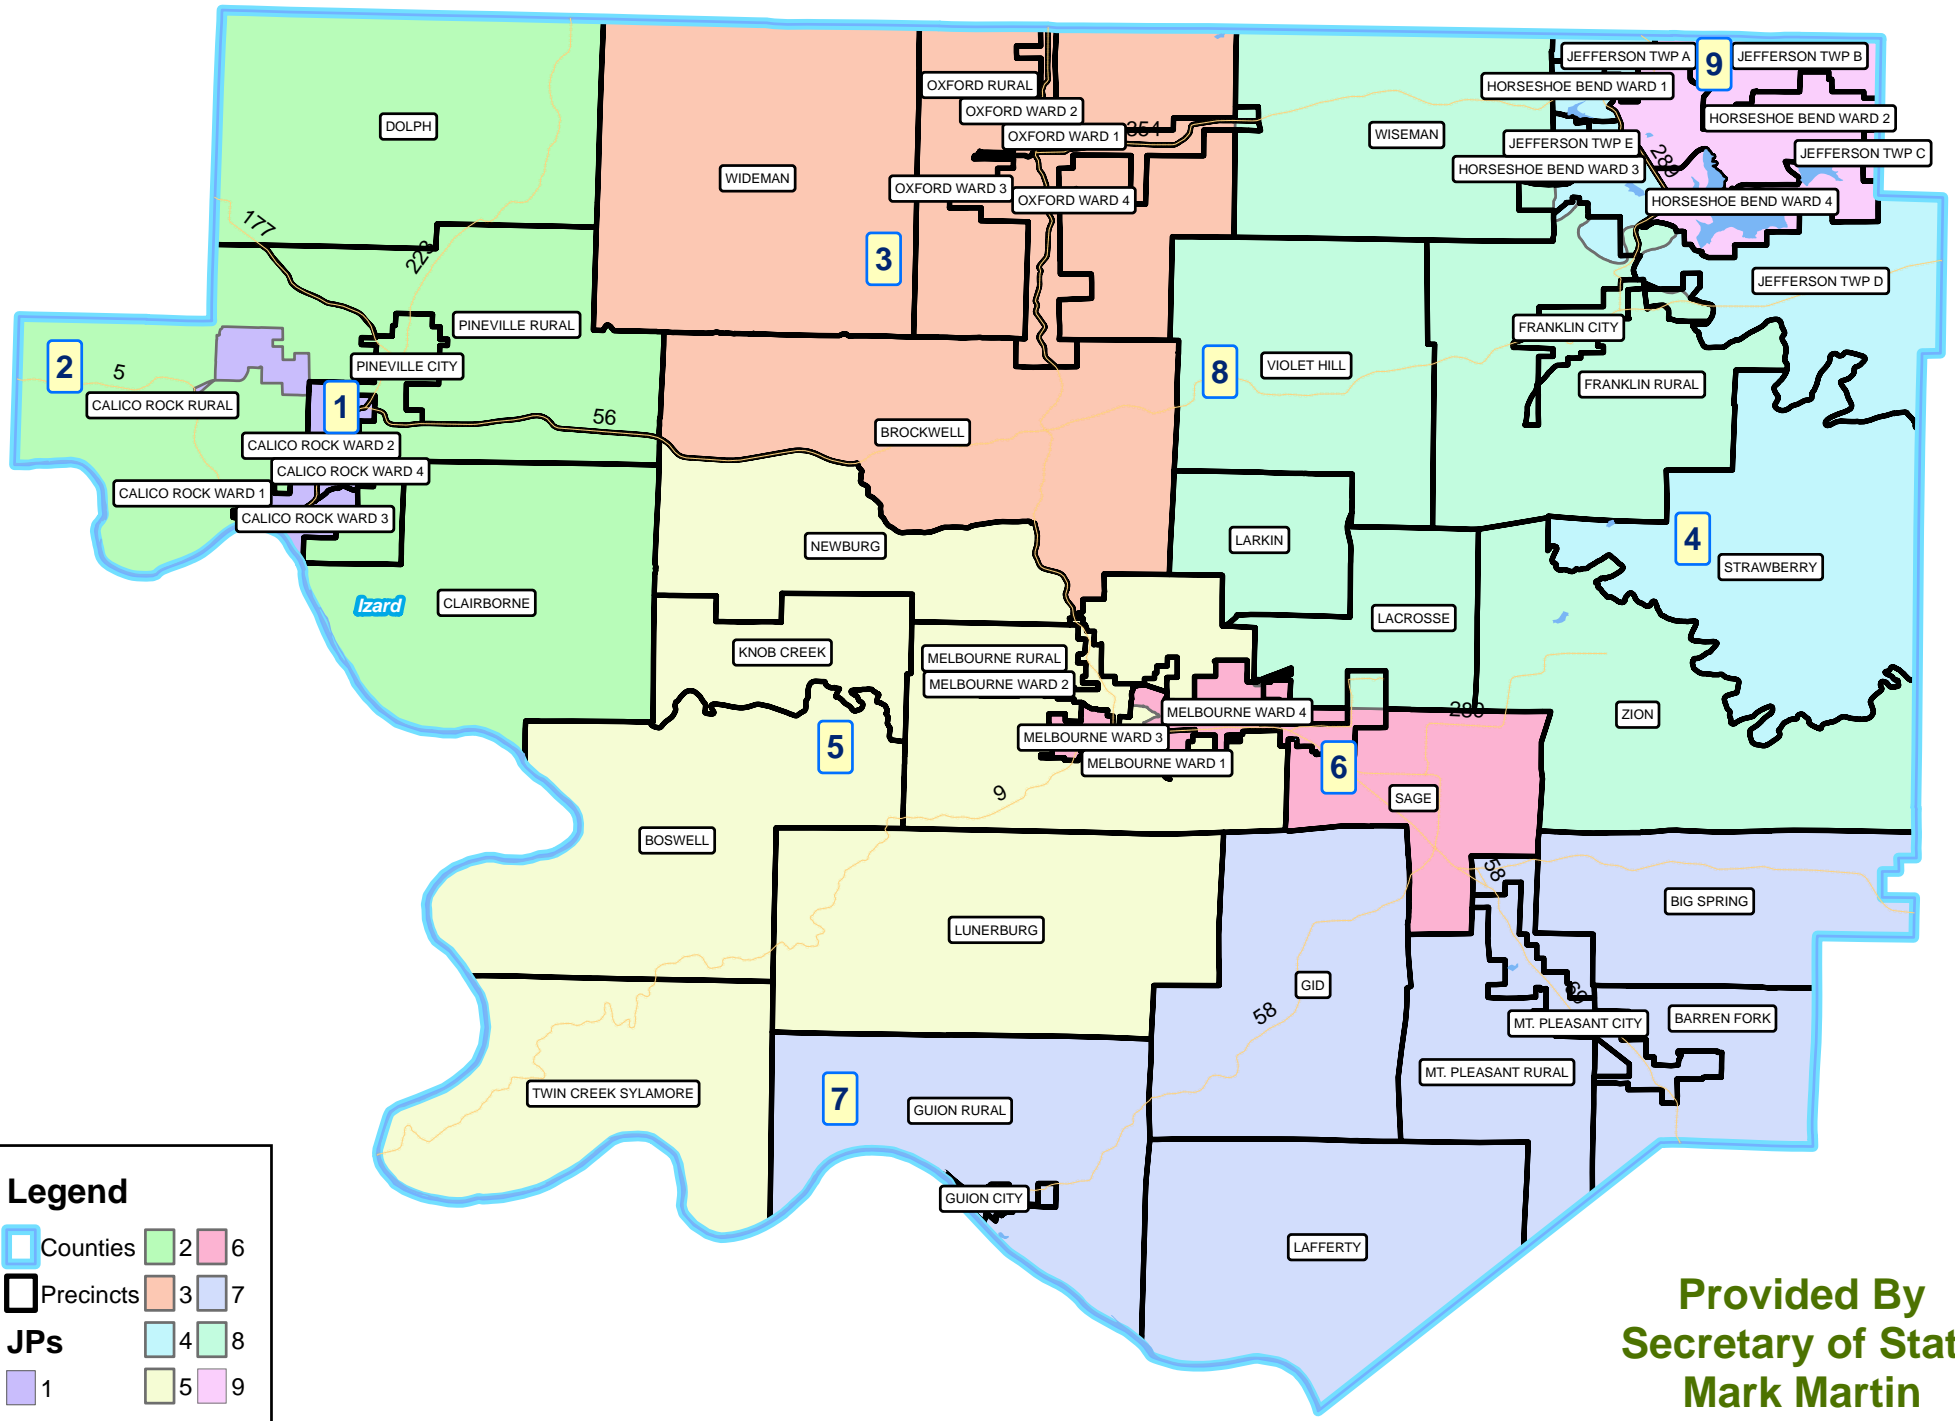 JEFFERSON TWP A
9
JEFFERSON TWP B
HORSESHOE BEND WARD 1
OXFORD RURAL
OXFORD WARD 2
HORSESHOE BEND WARD 2
DOLPH
OXFORD WARD 1
354
WISEMAN
JEFFERSON TWP E
289
JEFFERSON TWP C
HORSESHOE BEND WARD 3
WIDEMAN
OXFORD WARD 3
OXFORD WARD 4
HORSESHOE BEND WARD 4
177
223
3
JEFFERSON TWP D
PINEVILLE RURAL
FRANKLIN CITY
2
5
PINEVILLE CITY
8
VIOLET HILL
FRANKLIN RURAL
CALICO ROCK RURAL
1
56
BROCKWELL
CALICO ROCK WARD 2
CALICO ROCK WARD 4
CALICO ROCK WARD 1
CALICO ROCK WARD 3
NEWBURG
LARKIN
4
STRAWBERRY
Izard
CLAIRBORNE
LACROSSE
KNOB CREEK
MELBOURNE RURAL
MELBOURNE WARD 2
MELBOURNE WARD 4
289
ZION
5
MELBOURNE WARD 3
MELBOURNE WARD 1
6
9
SAGE
BOSWELL
58
BIG SPRING
LUNERBURG
GID
58
69
MT. PLEASANT CITY
BARREN FORK
MT. PLEASANT RURAL
TWIN CREEK SYLAMORE
7
GUION RURAL
GUION CITY
LAFFERTY
Legend
Counties 2 6
Precincts 3 7
JPs 4 8
1 5 9
Provided By
Secretary of Stat
Mark Martin